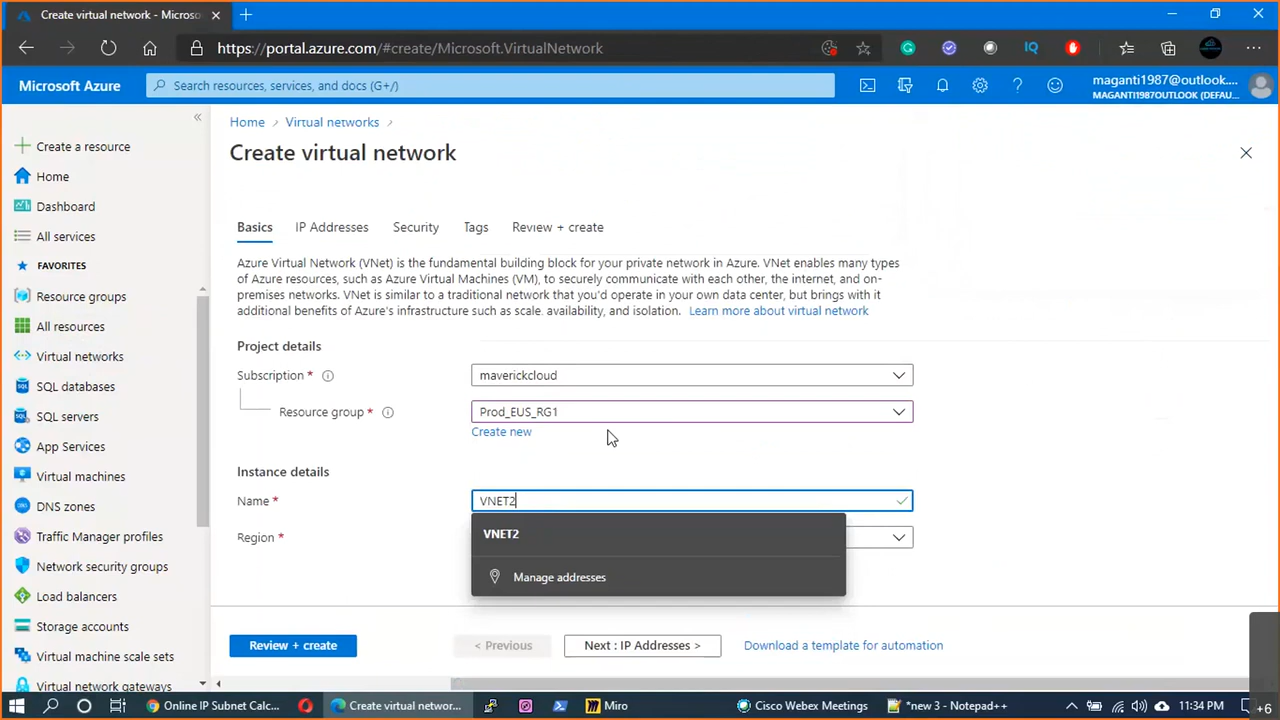 Create virtual network - Microso
https://portal.azure.com/#create/Microsoft.VirtualNetwork
IQ
Microsoft Azure
Search resources, services, and docs (G+/)
maganti1987@outlook....
MAGANTI1987OUTLOOK (DEFAU...
Home > Virtual networks >
Create virtual network
Create a resource
Home
Dashboard
All services
FAVORITES
Resource groups
All resources
Virtual networks
SQL databases
SQL servers
App Services
Virtual machines
DNS zones
Traffic Manager profiles
Network security groups
Load balancers
Storage accounts
Virtual machine scale sets
Virtual network gateways
Basics IP Addresses Security Tags Review + create
Azure Virtual Network (VNet) is the fundamental building block for your private network in Azure. VNet enables many types
of Azure resources, such as Azure Virtual Machines (VM), to securely communicate with each other, the internet, and on-
premises networks. VNet is similar to a traditional network that you'd operate in your own data center, but brings with it
additional benefits of Azure's infrastructure such as scale, availability, and isolation. Learn more about virtual network
Project details
Subscription * maverickcloud
Resource group * Prod_EUS_RG1
Create new
Instance details
Name * VNET2
VNET2
Region *
Manage addresses
Review + create < Previous Next : IP Addresses > Download a template for automation
Online IP Subnet Calc... Create virtual networ... Miro Cisco Webex Meetings *new 3 - Notepad++ 11:34 PM +6